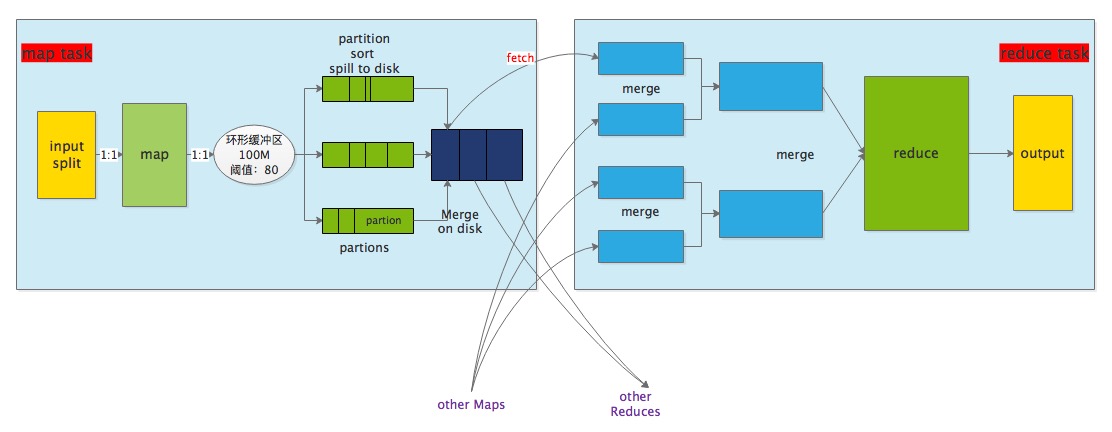 map task
partition
sort
spill to disk
input
split
1:1
map
1:1
环形缓冲区
100M
阈值：80
partion
partions
Merge
on disk
fetch
reduce task
merge
merge
merge
reduce
output
other Maps
other
Reduces